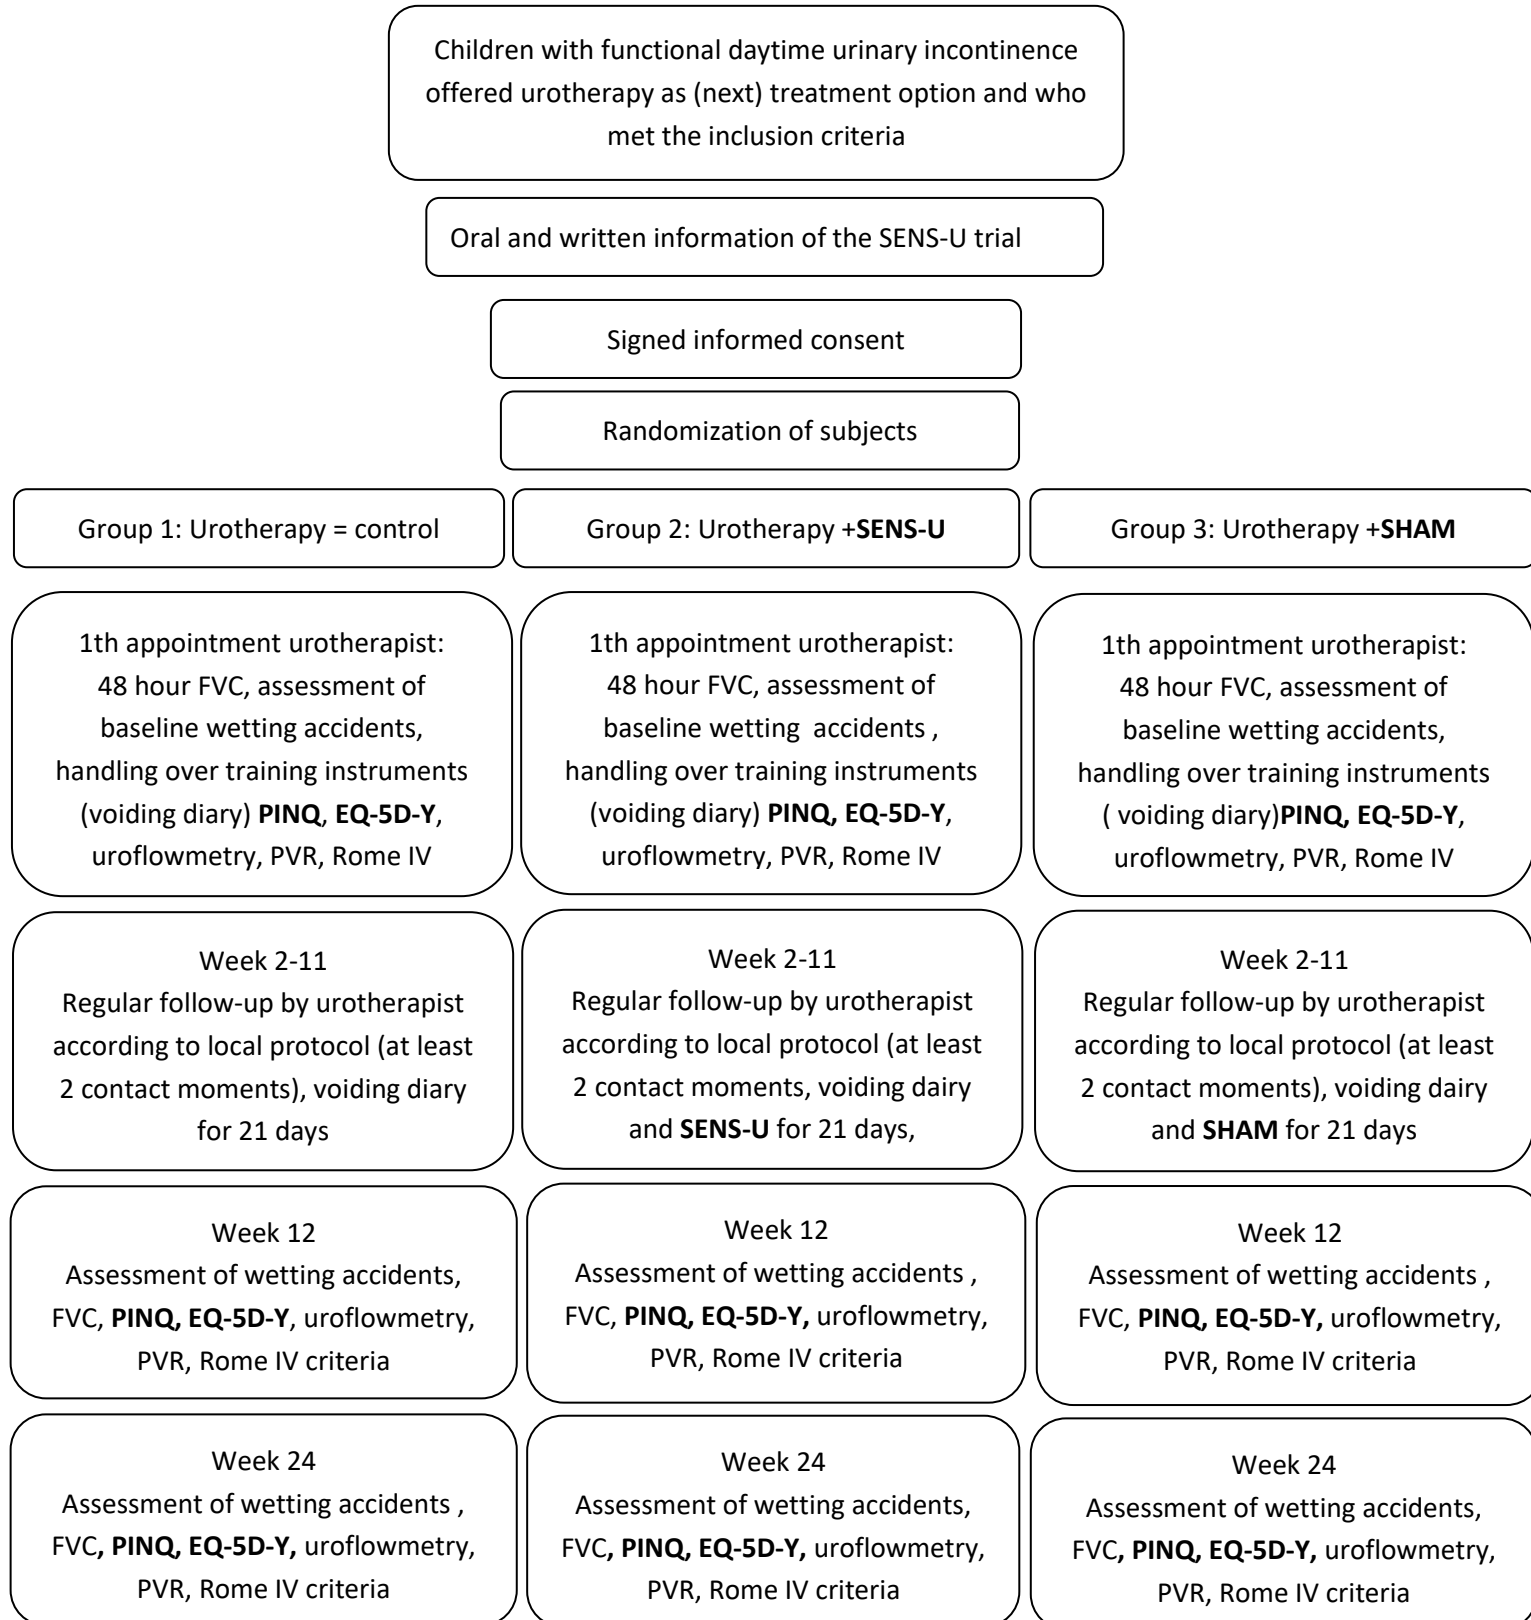 Children with functional daytime urinary incontinence
offered urotherapy as (next) treatment option and who
met the inclusion criteria
Oral and written information of the SENS-U trial
Signed informed consent
Randomization of subjects
Group 1: Urotherapy = control
Group 2: Urotherapy +SENS-U
Group 3: Urotherapy +SHAM
1th appointment urotherapist:
48 hour FVC, assessment of
baseline wetting accidents,
handling over training instruments
(voiding diary) PINQ, EQ-5D-Y,
uroflowmetry, PVR, Rome IV
1th appointment urotherapist:
48 hour FVC, assessment of
baseline wetting  accidents ,
handling over training instruments
(voiding diary) PINQ, EQ-5D-Y,
uroflowmetry, PVR, Rome IV
1th appointment urotherapist:
48 hour FVC, assessment of
baseline wetting accidents,
handling over training instruments
( voiding diary)PINQ, EQ-5D-Y,
uroflowmetry, PVR, Rome IV
Week 2-11
Regular follow-up by urotherapist
according to local protocol (at least
2 contact moments), voiding diary
for 21 days
Week 2-11
Regular follow-up by urotherapist
according to local protocol (at least
2 contact moments, voiding dairy
and SENS-U for 21 days,
Week 2-11
Regular follow-up by urotherapist
according to local protocol (at least
2 contact moments), voiding dairy
and SHAM for 21 days
Week 12
Assessment of wetting accidents,
FVC, PINQ, EQ-5D-Y, uroflowmetry,
PVR, Rome IV criteria
Week 12
Assessment of wetting accidents ,
FVC, PINQ, EQ-5D-Y, uroflowmetry,
PVR, Rome IV criteria
Week 12
Assessment of wetting accidents ,
FVC, PINQ, EQ-5D-Y, uroflowmetry,
PVR, Rome IV criteria
Week 24
Assessment of wetting accidents ,
FVC, PINQ, EQ-5D-Y, uroflowmetry,
PVR, Rome IV criteria
Week 24
Assessment of wetting accidents,
FVC, PINQ, EQ-5D-Y, uroflowmetry,
PVR, Rome IV criteria
Week 24
Assessment of wetting accidents,
FVC, PINQ, EQ-5D-Y, uroflowmetry,
PVR, Rome IV criteria